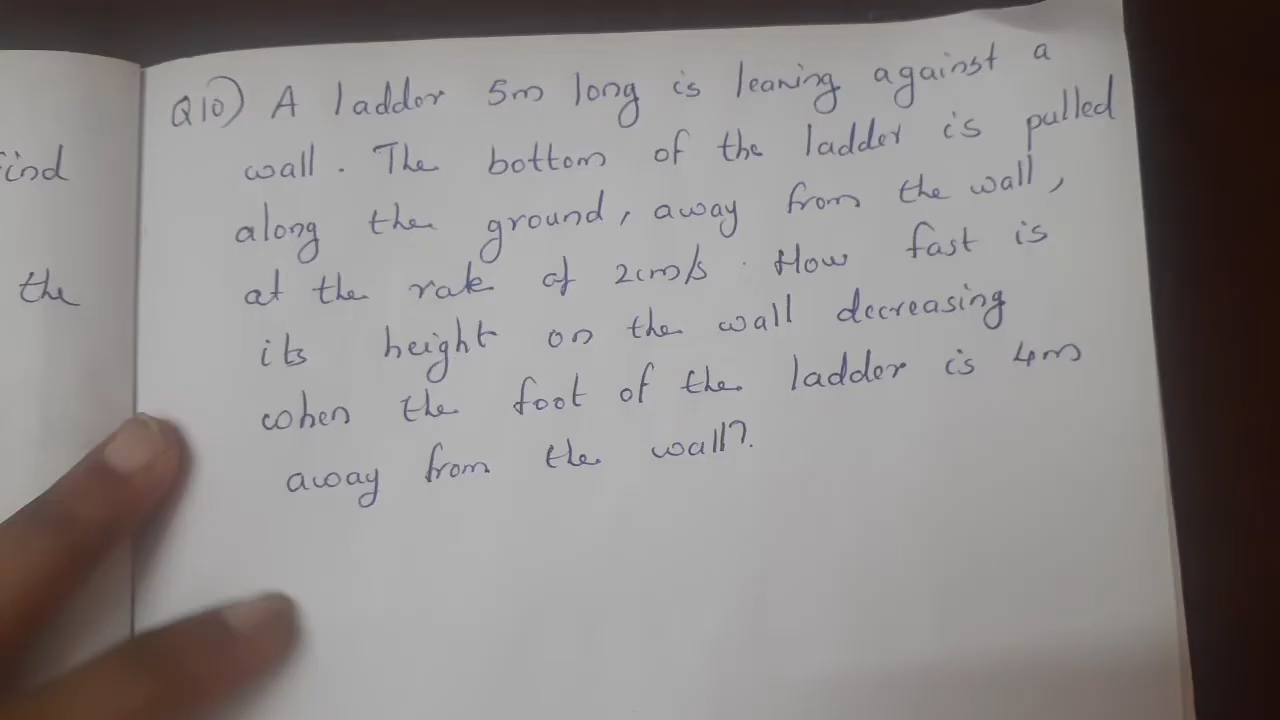 ind
the
Q10) A ladder 5m long is leaning against a
wall. The bottom of the ladder is pulled
along the ground, away from the wall,
at the rate of 2cm/s. How fast is
its height on the wall decreasing
when the foot of the ladder is 4m
away from the wall?